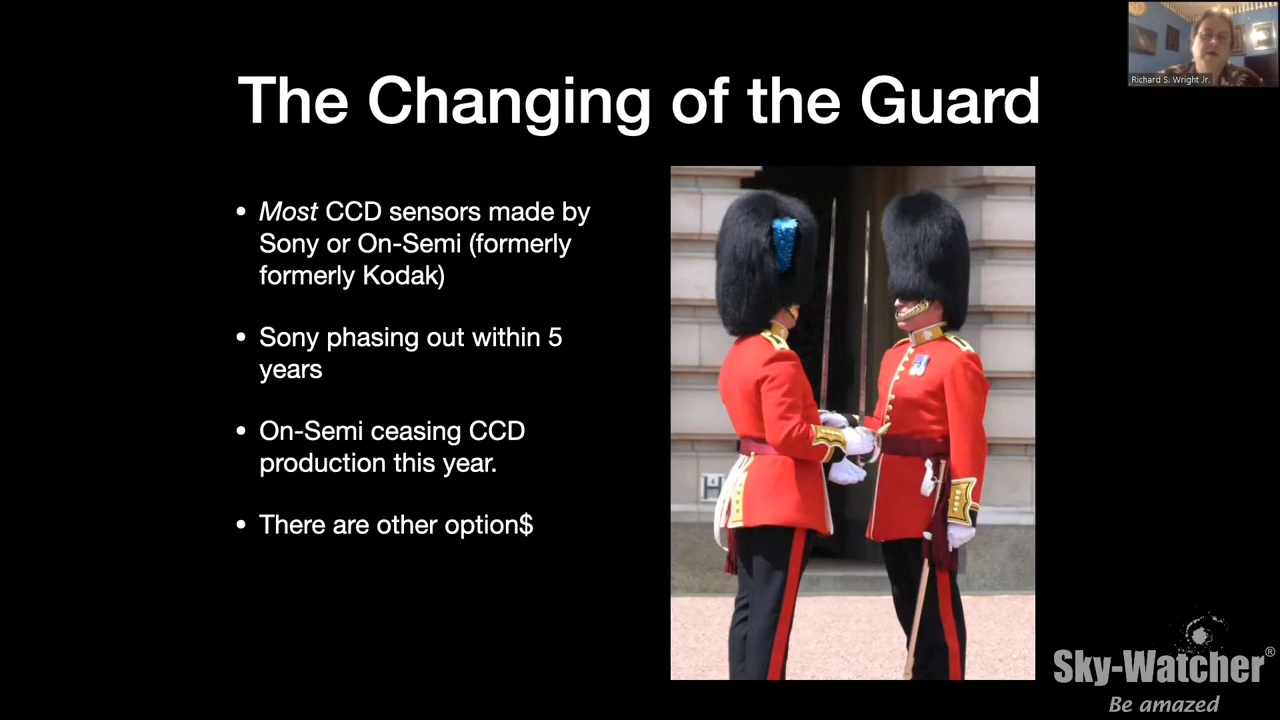 Richard S. Wright Jr.
The Changing of the Guard
• Most CCD sensors made by
Sony or On-Semi (formerly
formerly Kodak)
• Sony phasing out within 5
years
• On-Semi ceasing CCD
production this year.
• There are other option$
H
Sky-Watcher®
Be amazed